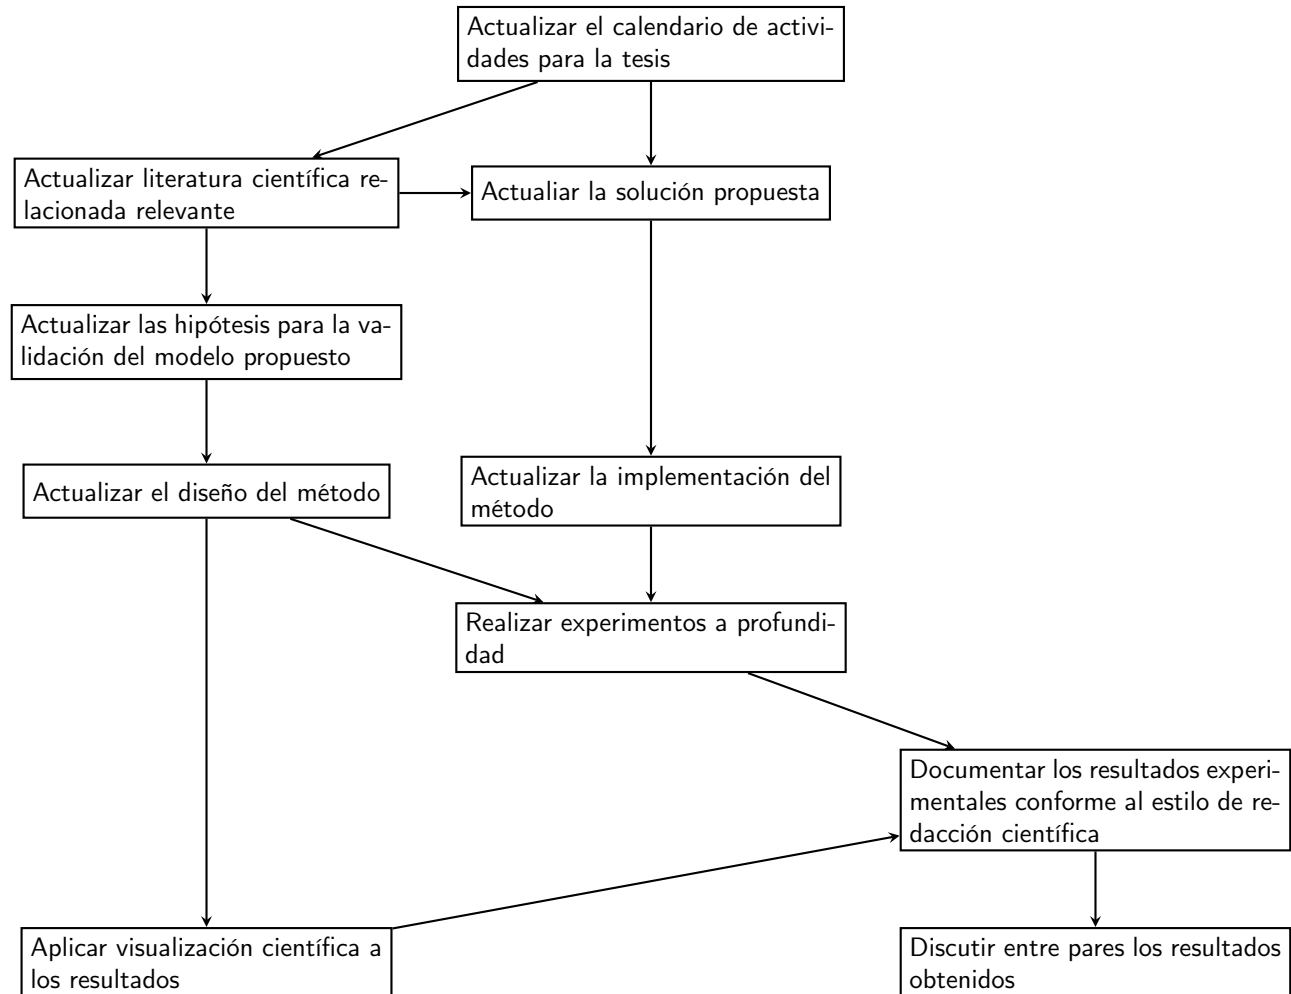 Actualizar el calendario de activi-
dades para la tesis
Actualizar literatura científica re-
lacionada relevante
Actualiar la solución propuesta
Actualizar las hipótesis para la va-
lidación del modelo propuesto
Actualizar el diseño del método
Actualizar la implementación del
método
Realizar experimentos a profundi-
dad
Documentar los resultados experi-
mentales conforme al estilo de re-
dacción científica
Aplicar visualización científica a
los resultados
Discutir entre pares los resultados
obtenidos